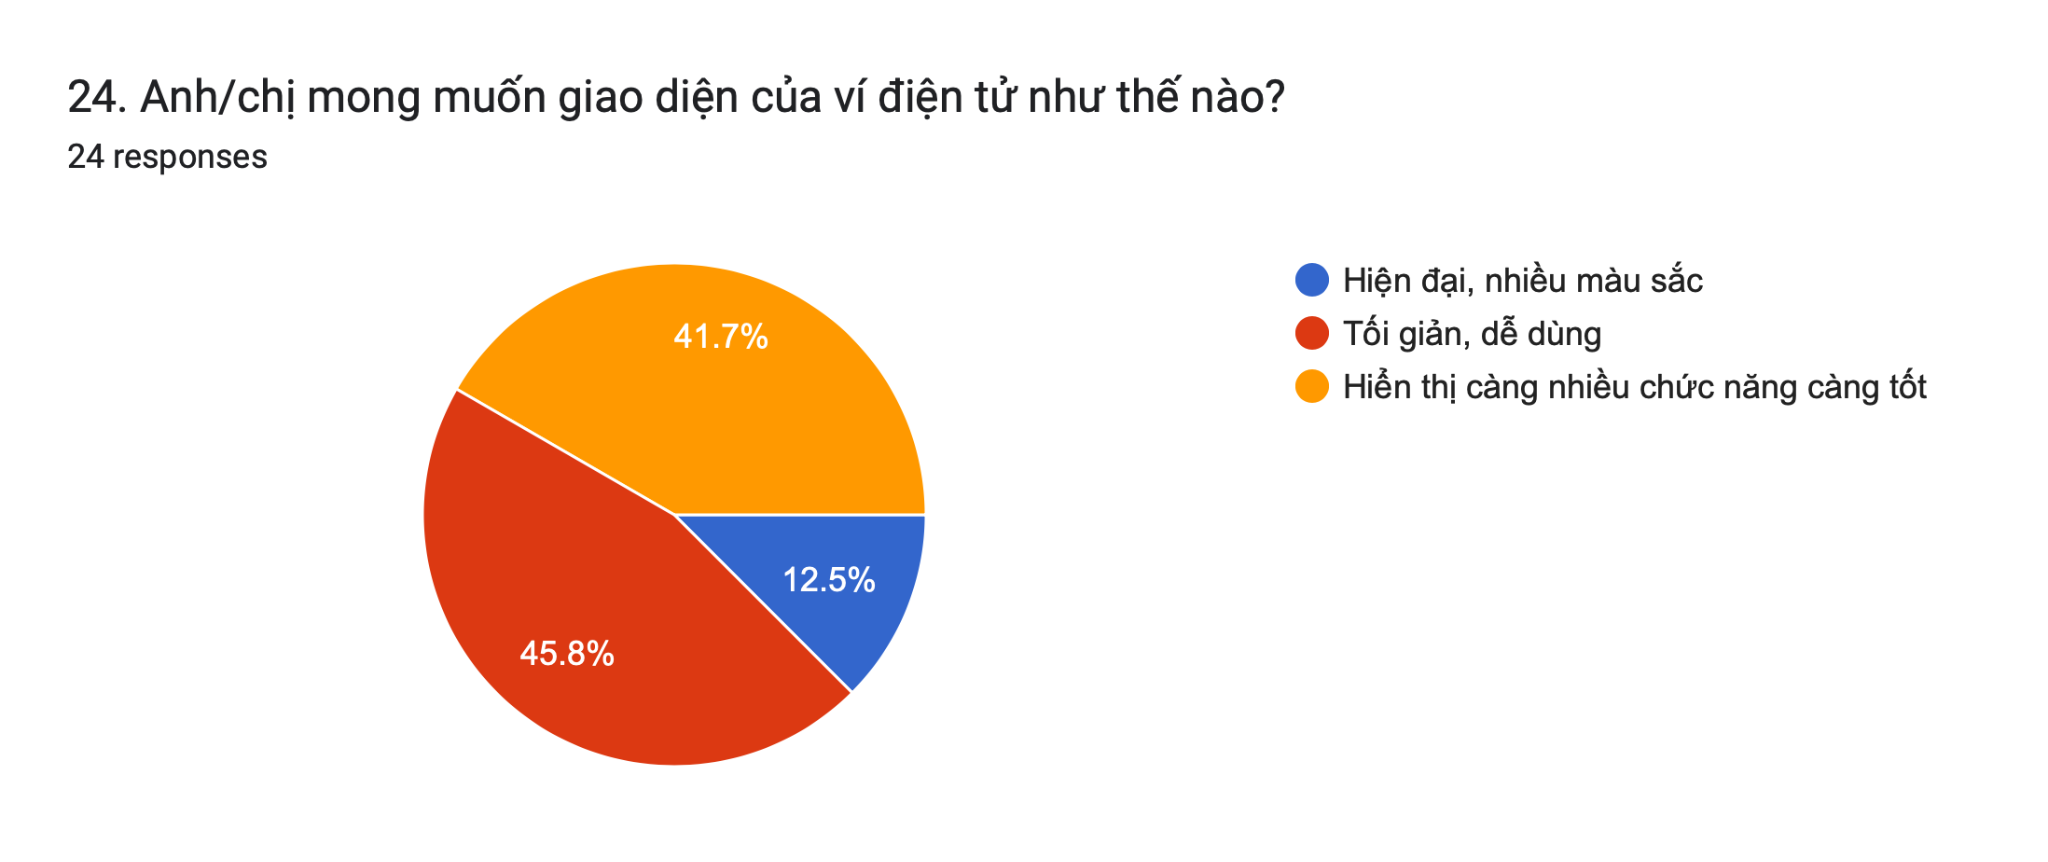 24. Anh/chị mong muốn giao diện của ví điện tử như thế nào?
24 responses
41.7%
12.5%
45.8%
Hiện đại, nhiều màu sắc
Tối giản, dễ dùng
Hiển thị càng nhiều chức năng càng tốt